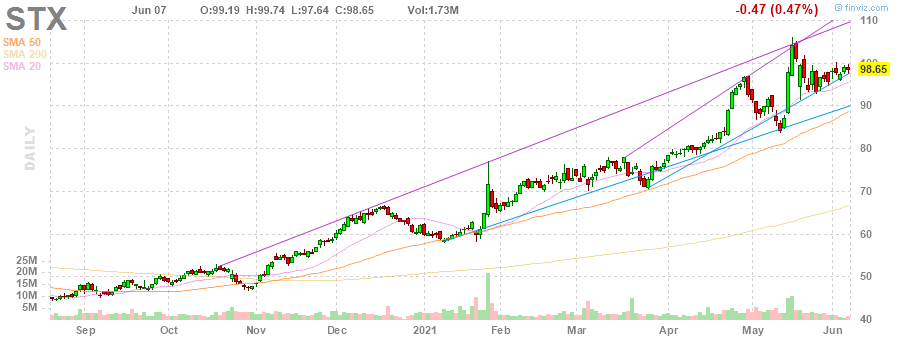 STX Jun 07 O:99.19 H:99.74 L:97.64 C:98.65 Vol:1.73M -0.47 (0.47%) © finviz.com
SMA 50
SMA 200
SMA 20
DAILY
110
100
98.65
90
80
70
60
50
40
25M
20M
15M
10M
5M
Sep Oct Nov Dec 2021 Feb Mar Apr May Jun